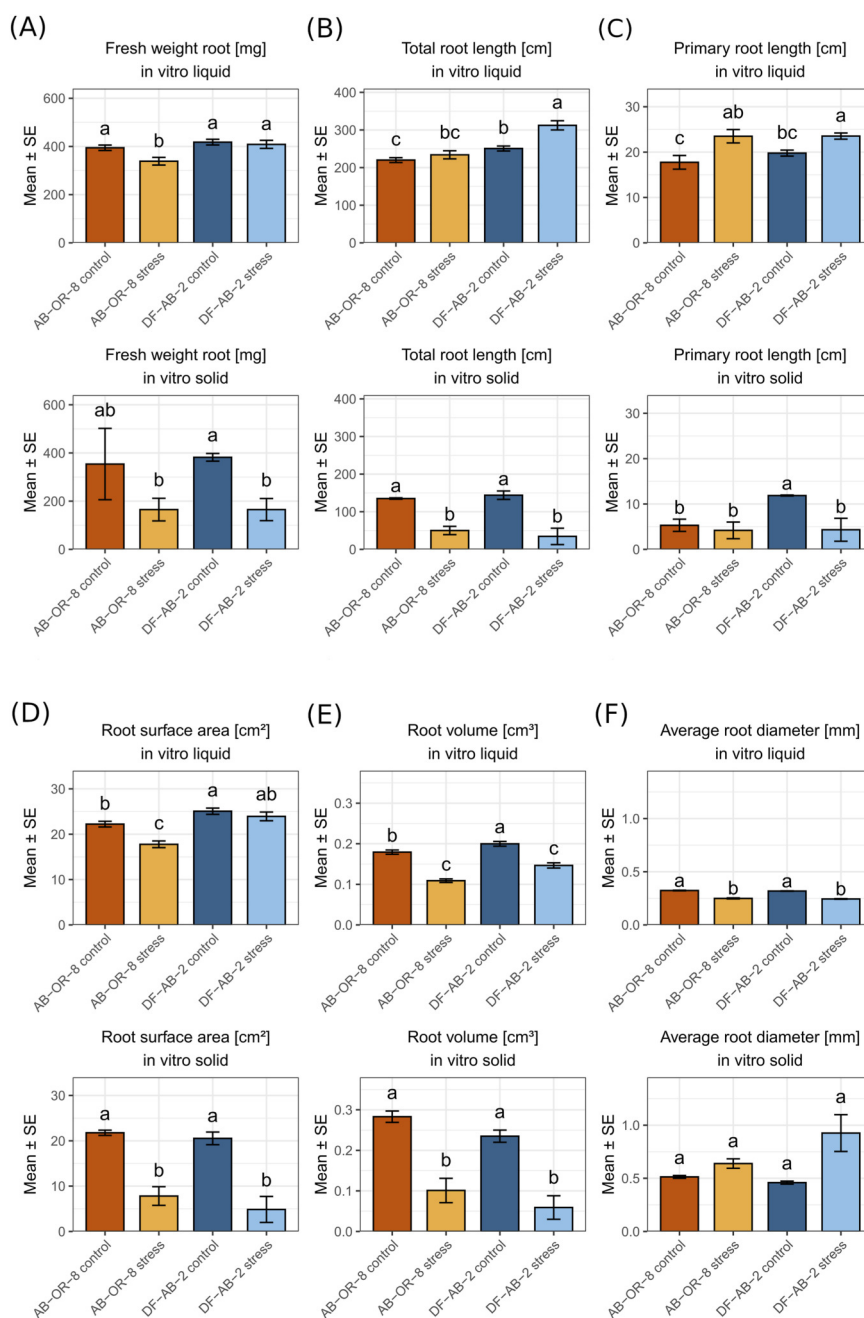 (A)
Fresh weight root [mg]
in vitro liquid
Mean ± SE
600
400
200
0
a
b
a
a
AB−OR−8 control
AB−OR−8 stress
DF−AB−2 control
DF−AB−2 stress
(B)
Total root length [cm]
in vitro liquid
Mean ± SE
400
300
200
100
0
c
bc
b
a
AB−OR−8 control
AB−OR−8 stress
DF−AB−2 control
DF−AB−2 stress
(C)
Primary root length [cm]
in vitro liquid
Mean ± SE
30
20
10
0
c
ab
bc
a
AB−OR−8 control
AB−OR−8 stress
DF−AB−2 control
DF−AB−2 stress
Fresh weight root [mg]
in vitro solid
Mean ± SE
600
400
200
0
ab
b
a
b
AB−OR−8 control
AB−OR−8 stress
DF−AB−2 control
DF−AB−2 stress
Total root length [cm]
in vitro solid
Mean ± SE
400
300
200
100
0
a
b
a
b
AB−OR−8 control
AB−OR−8 stress
DF−AB−2 control
DF−AB−2 stress
Primary root length [cm]
in vitro solid
Mean ± SE
30
20
10
0
b
b
a
b
AB−OR−8 control
AB−OR−8 stress
DF−AB−2 control
DF−AB−2 stress
(D)
Root surface area [cm²]
in vitro liquid
Mean ± SE
30
20
10
0
b
c
a
ab
AB−OR−8 control
AB−OR−8 stress
DF−AB−2 control
DF−AB−2 stress
(E)
Root volume [cm³]
in vitro liquid
Mean ± SE
0.3
0.2
0.1
0.0
b
c
a
c
AB−OR−8 control
AB−OR−8 stress
DF−AB−2 control
DF−AB−2 stress
(F)
Average root diameter [mm]
in vitro liquid
Mean ± SE
1.0
0.5
0.0
a
b
a
b
AB−OR−8 control
AB−OR−8 stress
DF−AB−2 control
DF−AB−2 stress
Root surface area [cm²]
in vitro solid
Mean ± SE
30
20
10
0
a
b
a
b
AB−OR−8 control
AB−OR−8 stress
DF−AB−2 control
DF−AB−2 stress
Root volume [cm³]
in vitro solid
Mean ± SE
0.3
0.2
0.1
0.0
a
b
a
b
AB−OR−8 control
AB−OR−8 stress
DF−AB−2 control
DF−AB−2 stress
Average root diameter [mm]
in vitro solid
Mean ± SE
1.0
0.5
0.0
a
a
a
a
AB−OR−8 control
AB−OR−8 stress
DF−AB−2 control
DF−AB−2 stress